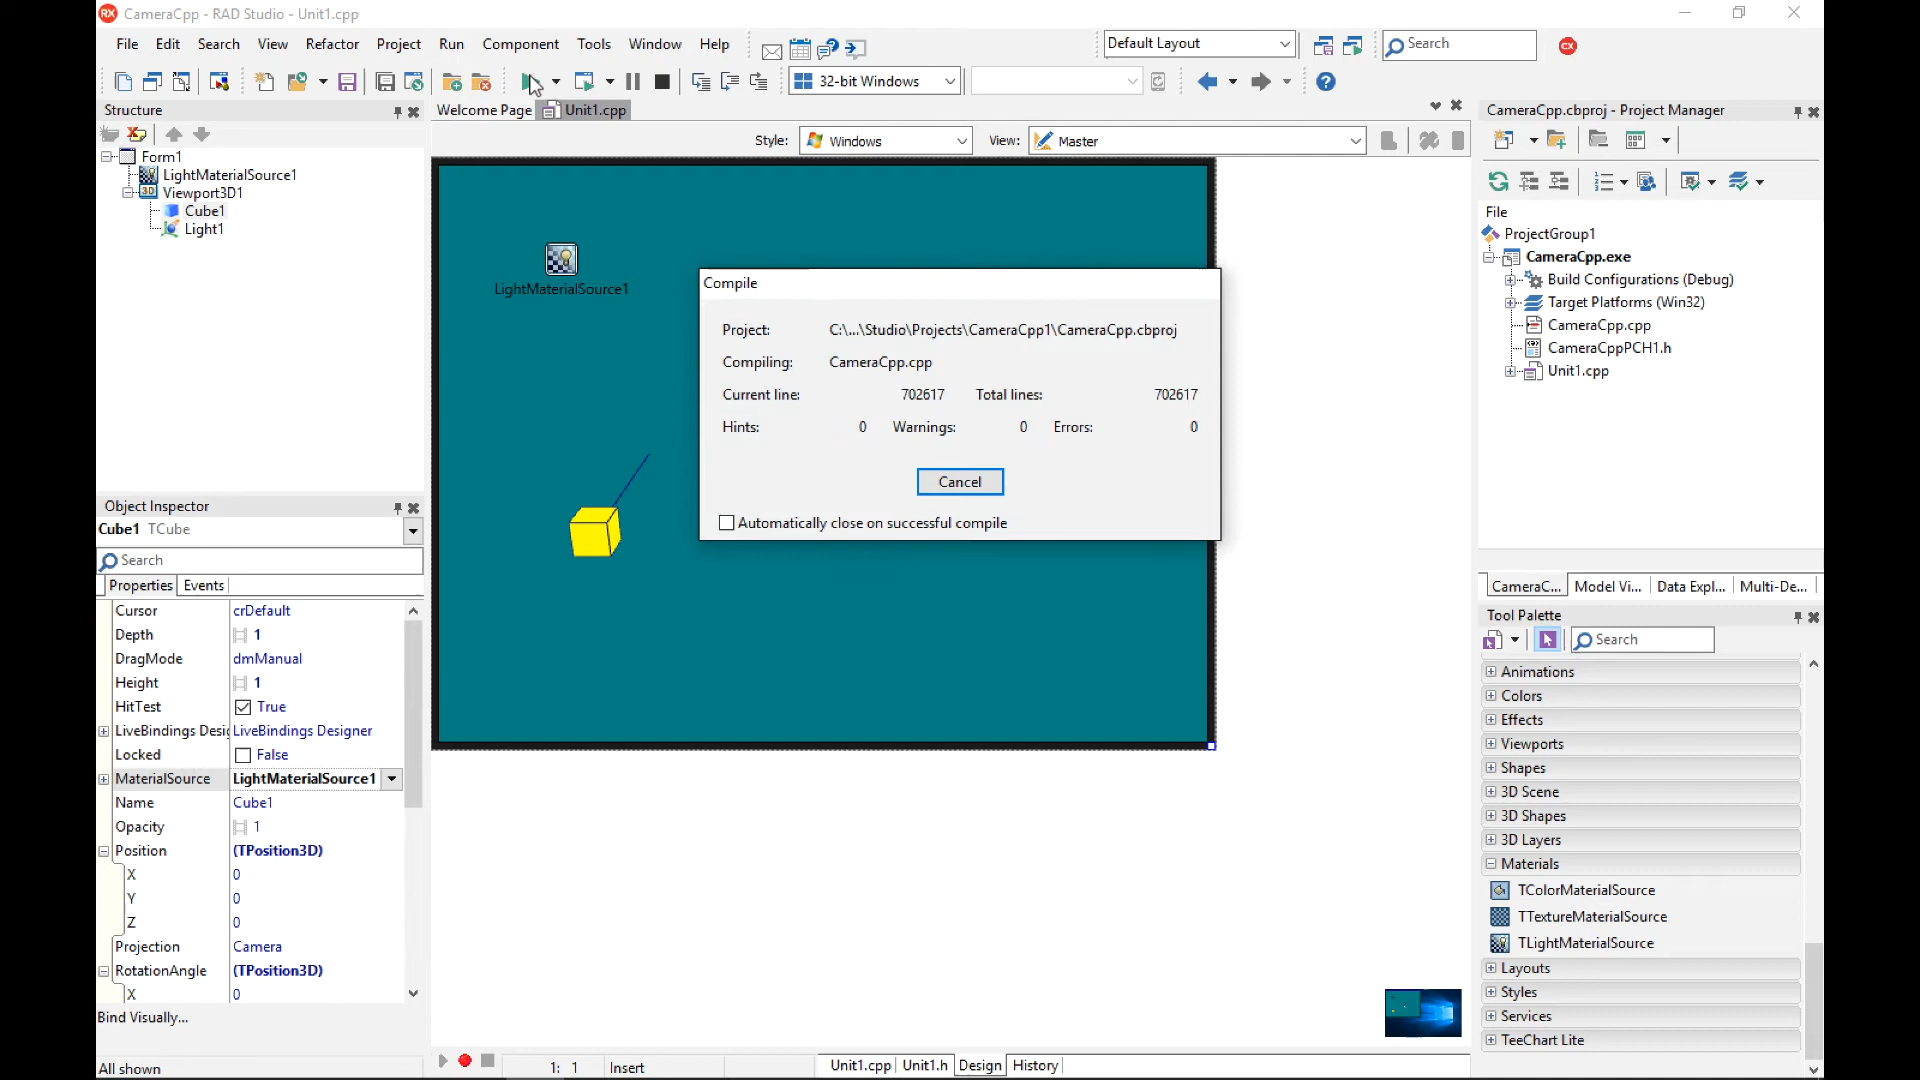 CameraCpp - RAD Studio - Unit1.cpp
File Edit Search View Refactor Project Run Component Tools Window Help
Default Layout
Search
32-bit Windows
Structure
Welcome Page
Unit1.cpp
CameraCpp.cbproj - Project Manager
Style:
Windows
View:
Master
Form1
LightMaterialSource1
Viewport3D1
Cube1
Light1
LightMaterialSource1
Compile
Project: C:\...\Studio\Projects\CameraCpp1\CameraCpp.cbproj
Compiling: CameraCpp.cpp
Current line: 702617 Total lines: 702617
Hints: 0 Warnings: 0 Errors: 0
Cancel
Automatically close on successful compile
File
ProjectGroup1
CameraCpp.exe
Build Configurations (Debug)
Target Platforms (Win32)
CameraCpp.cpp
CameraCppPCH1.h
Unit1.cpp
Object Inspector
Cube1 TCube
Search
Properties Events
Cursor crDefault
Depth 1
DragMode dmManual
Height 1
HitTest True
LiveBindings Desi LiveBindings Designer
Locked False
MaterialSource LightMaterialSource1
Name Cube1
Opacity 1
Position (TPosition3D)
X 0
Y 0
Z 0
Projection Camera
RotationAngle (TPosition3D)
X 0
Bind Visually...
All shown
CameraC... Model Vi... Data Expl... Multi-De...
Tool Palette
Search
Animations
Colors
Effects
Viewports
Shapes
3D Scene
3D Shapes
3D Layers
Materials
TColorMaterialSource
TTextureMaterialSource
TLightMaterialSource
Layouts
Styles
Services
TeeChart Lite
1: 1 Insert
Unit1.cpp Unit1.h Design History